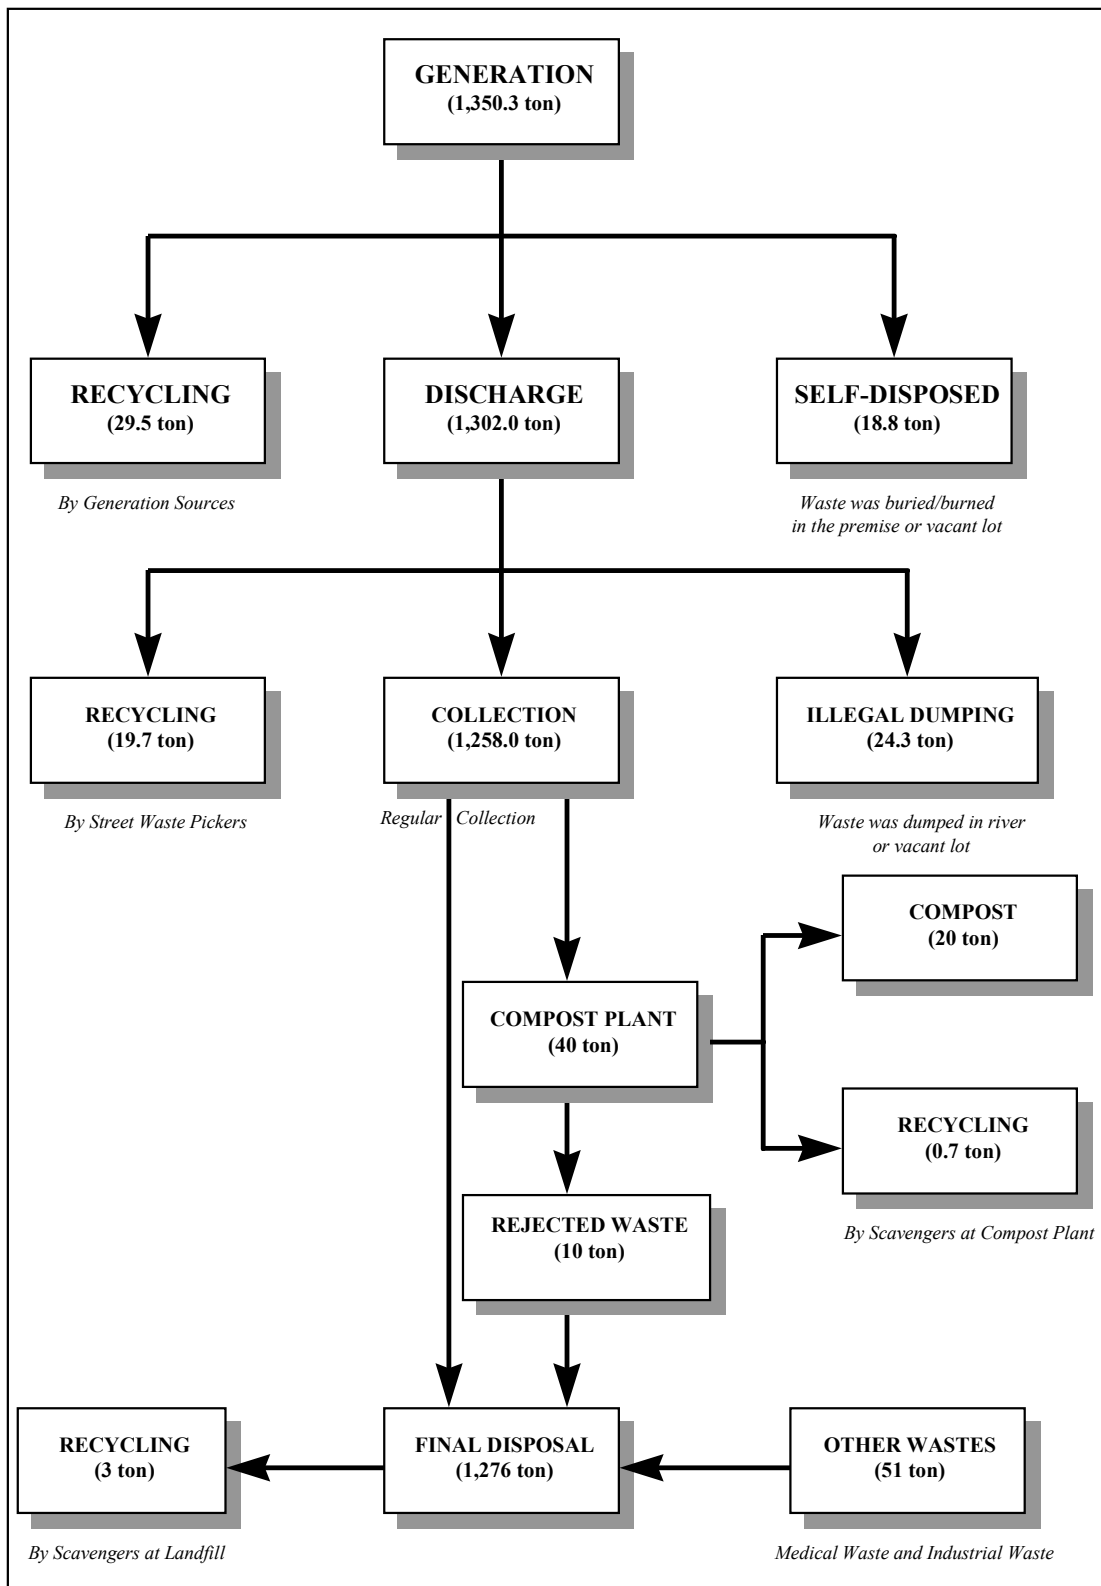 GENERATION
(1,350.3 ton)
RECYCLING
(29.5 ton)
By Generation Sources
DISCHARGE
(1,302.0 ton)
SELF-DISPOSED
(18.8 ton)
Waste was buried/burned
in the premise or vacant lot
RECYCLING
(19.7 ton)
By Street Waste Pickers
COLLECTION
(1,258.0 ton)
Regular Collection
ILLEGAL DUMPING
(24.3 ton)
Waste was dumped in river
or vacant lot
COMPOST
(20 ton)
COMPOST PLANT
(40 ton)
RECYCLING
(0.7 ton)
By Scavengers at Compost Plant
REJECTED WASTE
(10 ton)
RECYCLING
(3 ton)
By Scavengers at Landfill
FINAL DISPOSAL
(1,276 ton)
OTHER WASTES
(51 ton)
Medical Waste and Industrial Waste